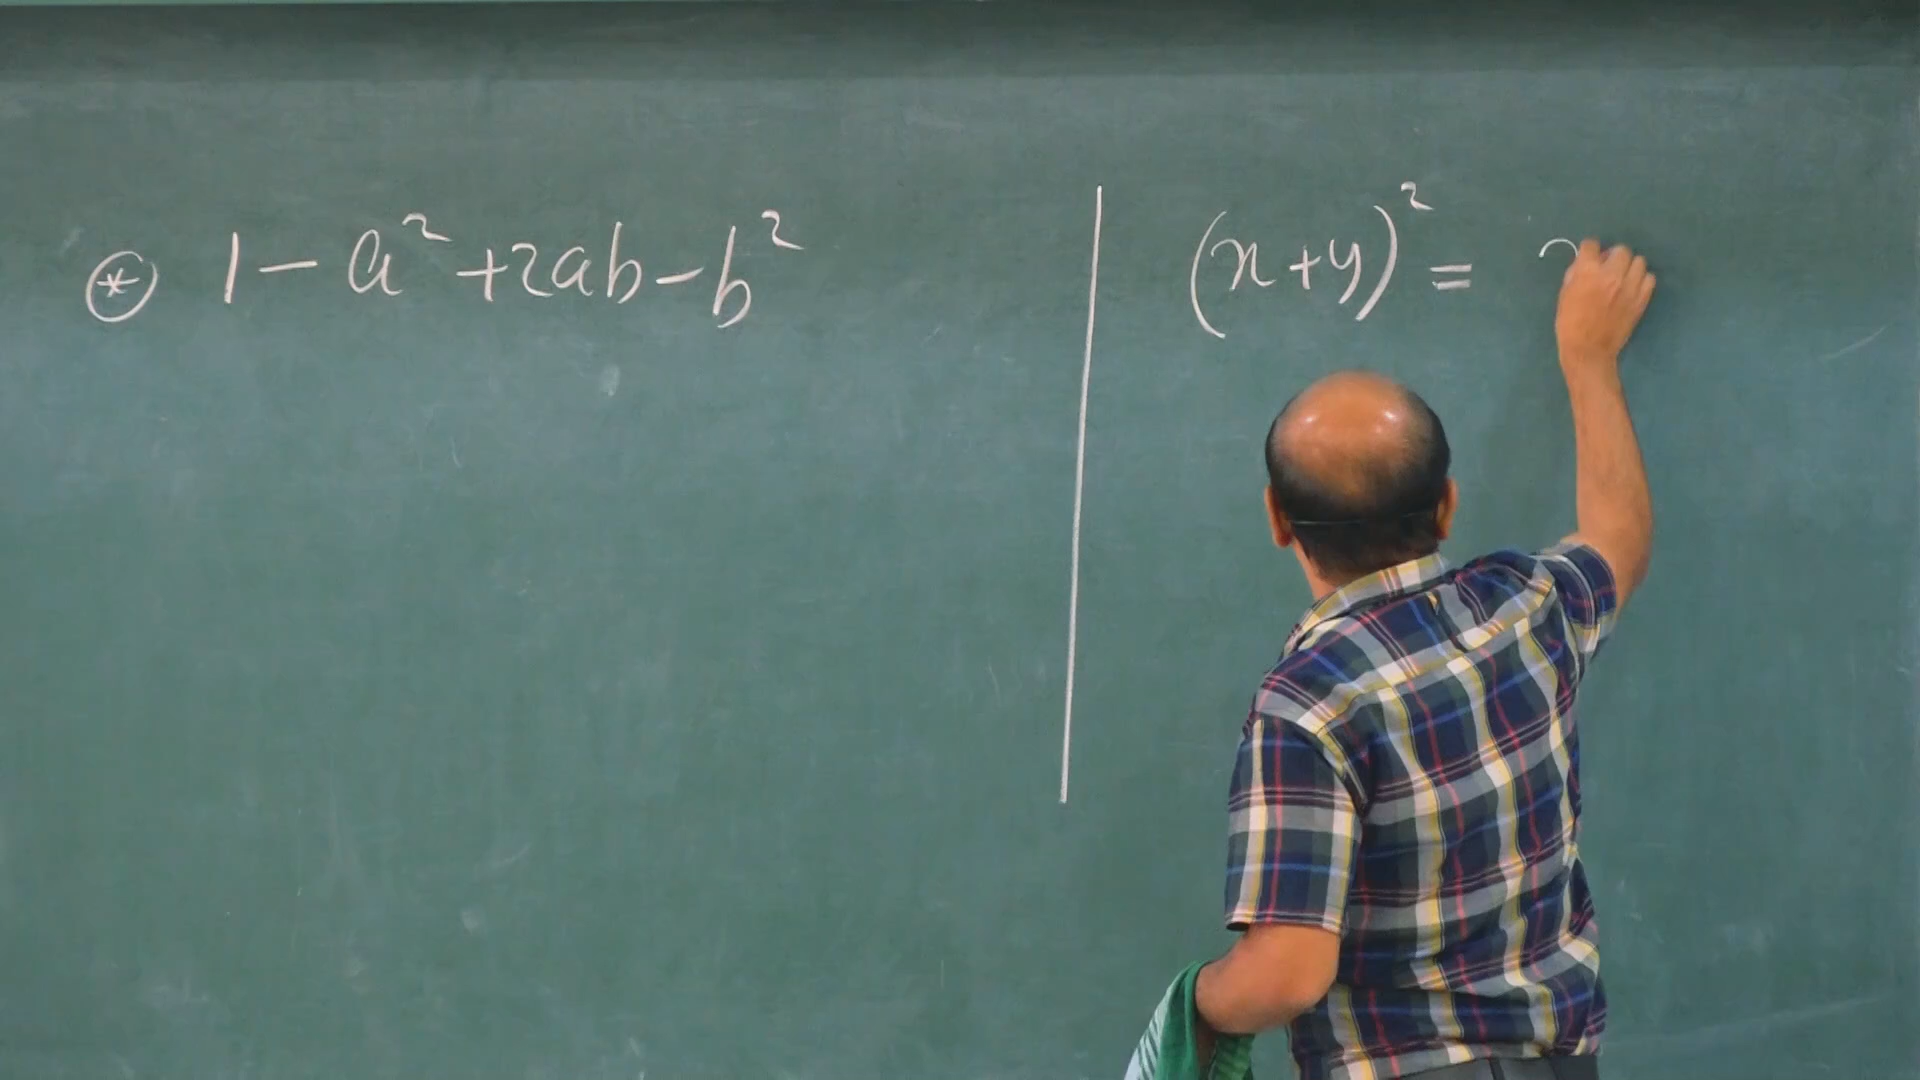 ⊛ 1 - a² + 2ab - b²
(x+y)² = x